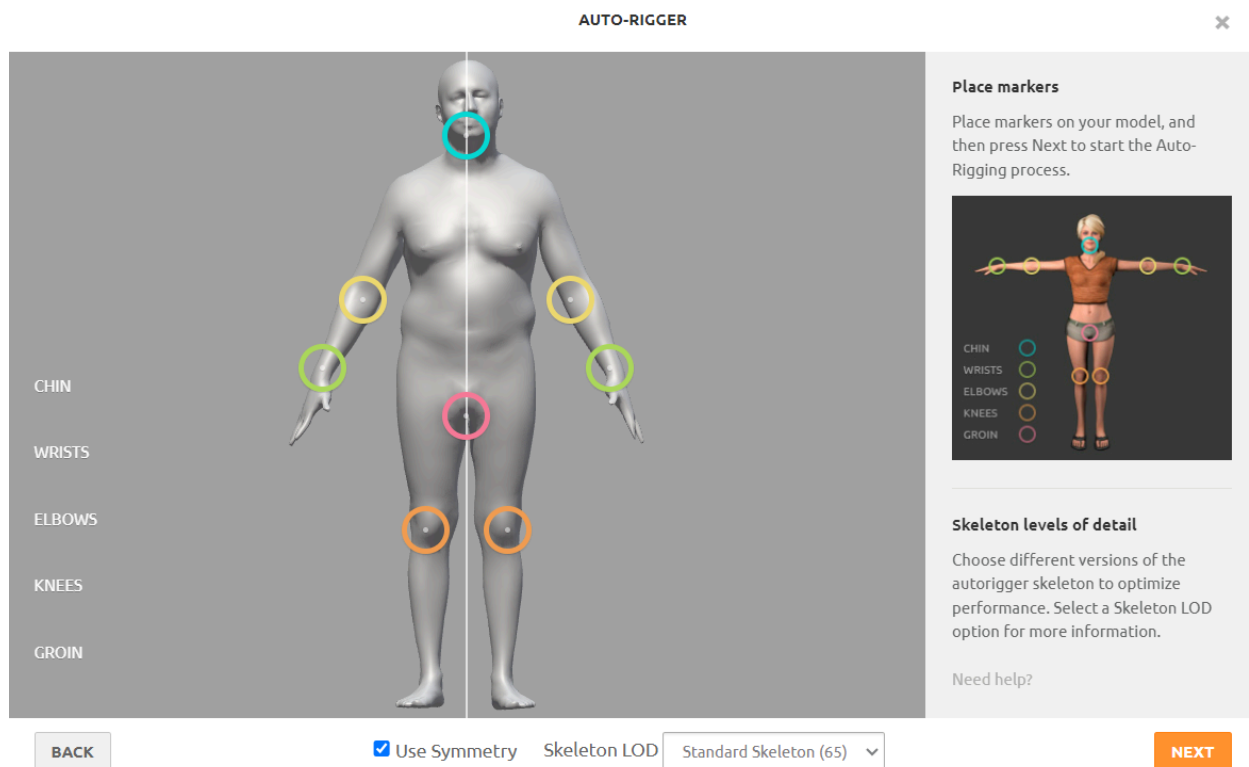 AUTO-RIGGER
×
CHIN
WRISTS
ELBOWS
KNEES
GROIN
Place markers
Place markers on your model, and
then press Next to start the Auto-
Rigging process.
CHIN
WRISTS
ELBOWS
KNEES
GROIN
Skeleton levels of detail
Choose different versions of the
autorigger skeleton to optimize
performance. Select a Skeleton LOD
option for more information.
Need help?
BACK
Use Symmetry
Skeleton LOD
Standard Skeleton (65)
NEXT